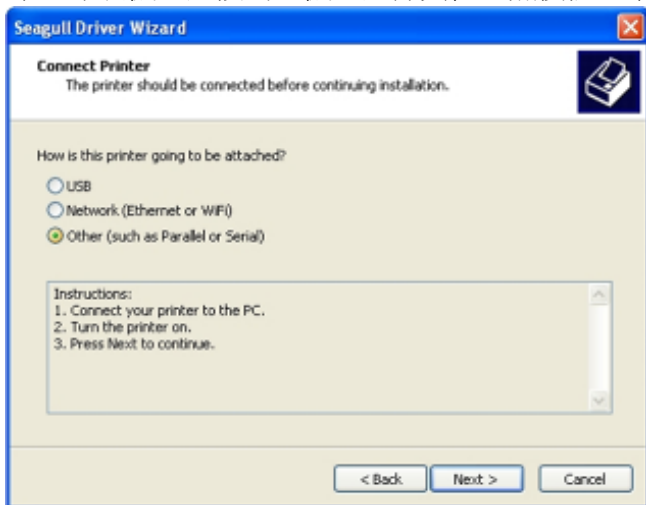 Seagull Driver Wizard
Connect Printer
The printer should be connected before continuing installation.
How is this printer going to be attached?
USB
Network (Ethernet or WiFi)
Other (such as Parallel or Serial)
Instructions:
1. Connect your printer to the PC.
2. Turn the printer on.
3. Press Next to continue.
< Back
Next >
Cancel